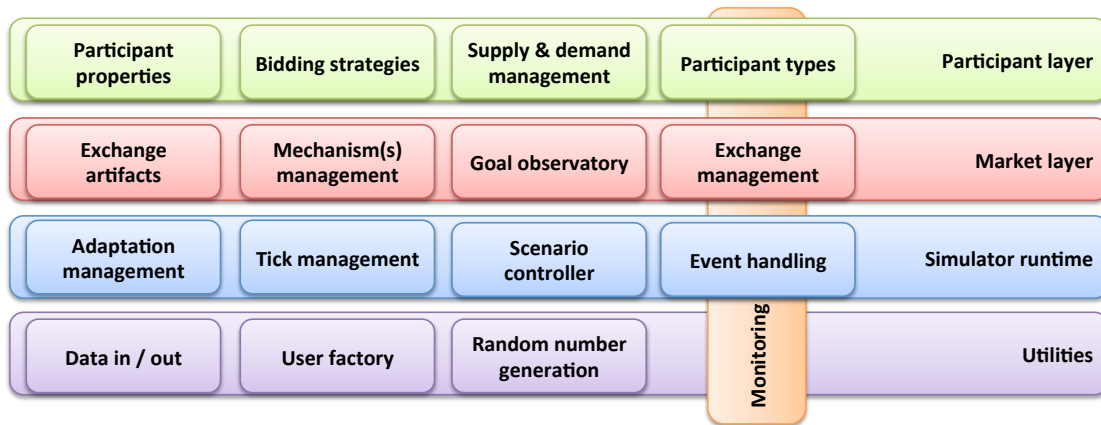 Participant
properties
Bidding strategies
Supply & demand
management
Participant types
Participant layer
Exchange
artifacts
Mechanism(s)
management
Goal observatory
Exchange
management
Market layer
Adaptation
management
Tick management
Scenario
controller
Event handling
Simulator runtime
Data in / out
User factory
Random number
generation
Monitoring
Utilities